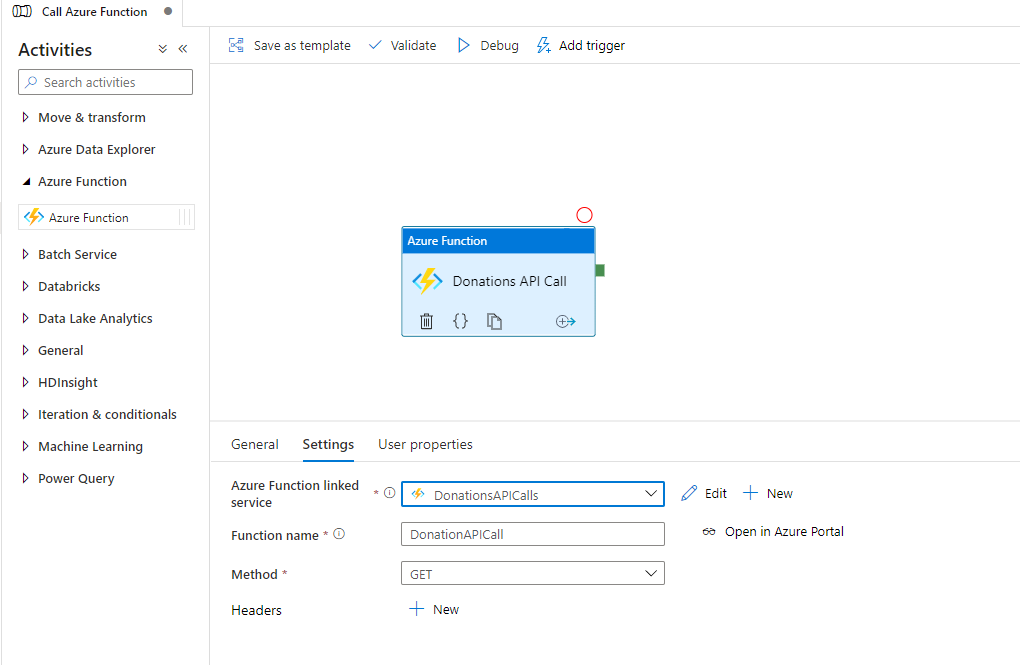 Call Azure Function
Activities
Search activities
Move & transform
Azure Data Explorer
Azure Function
Azure Function
Batch Service
Databricks
Data Lake Analytics
General
HDInsight
Iteration & conditionals
Machine Learning
Power Query
Save as template Validate Debug Add trigger
Azure Function
Donations API Call
{}
General Settings User properties
Azure Function linked
service * DonationsAPICalls Edit New
Function name * DonationAPICall Open in Azure Portal
Method * GET
Headers New